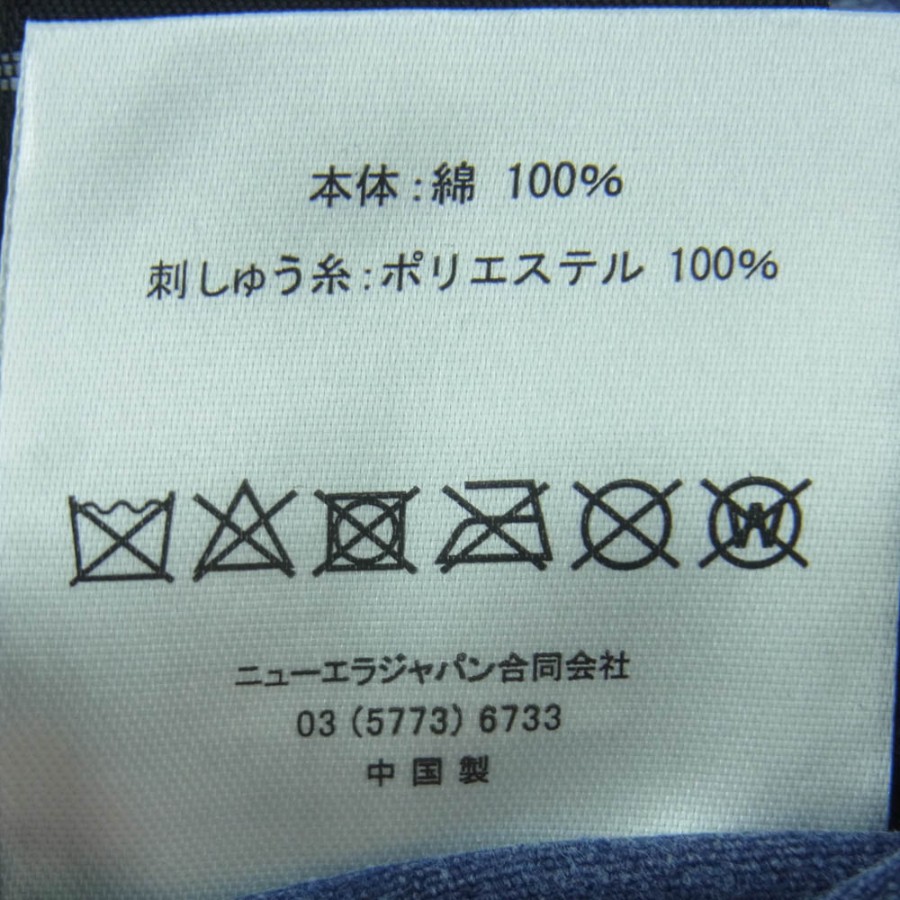 本体:綿 100%
刺しゅう糸:ポリエステル 100%
W
ニューエラジャパン合同会社
03 (5773) 6733
中国製